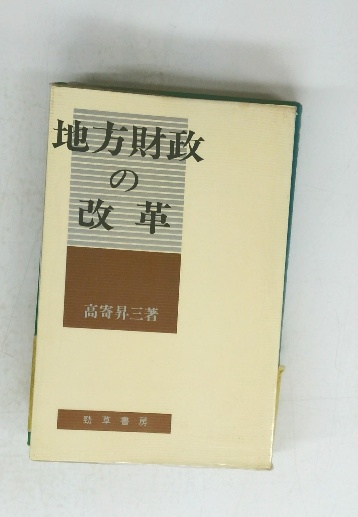 地方財政
の
改革
高寄昇三著
勁草書房